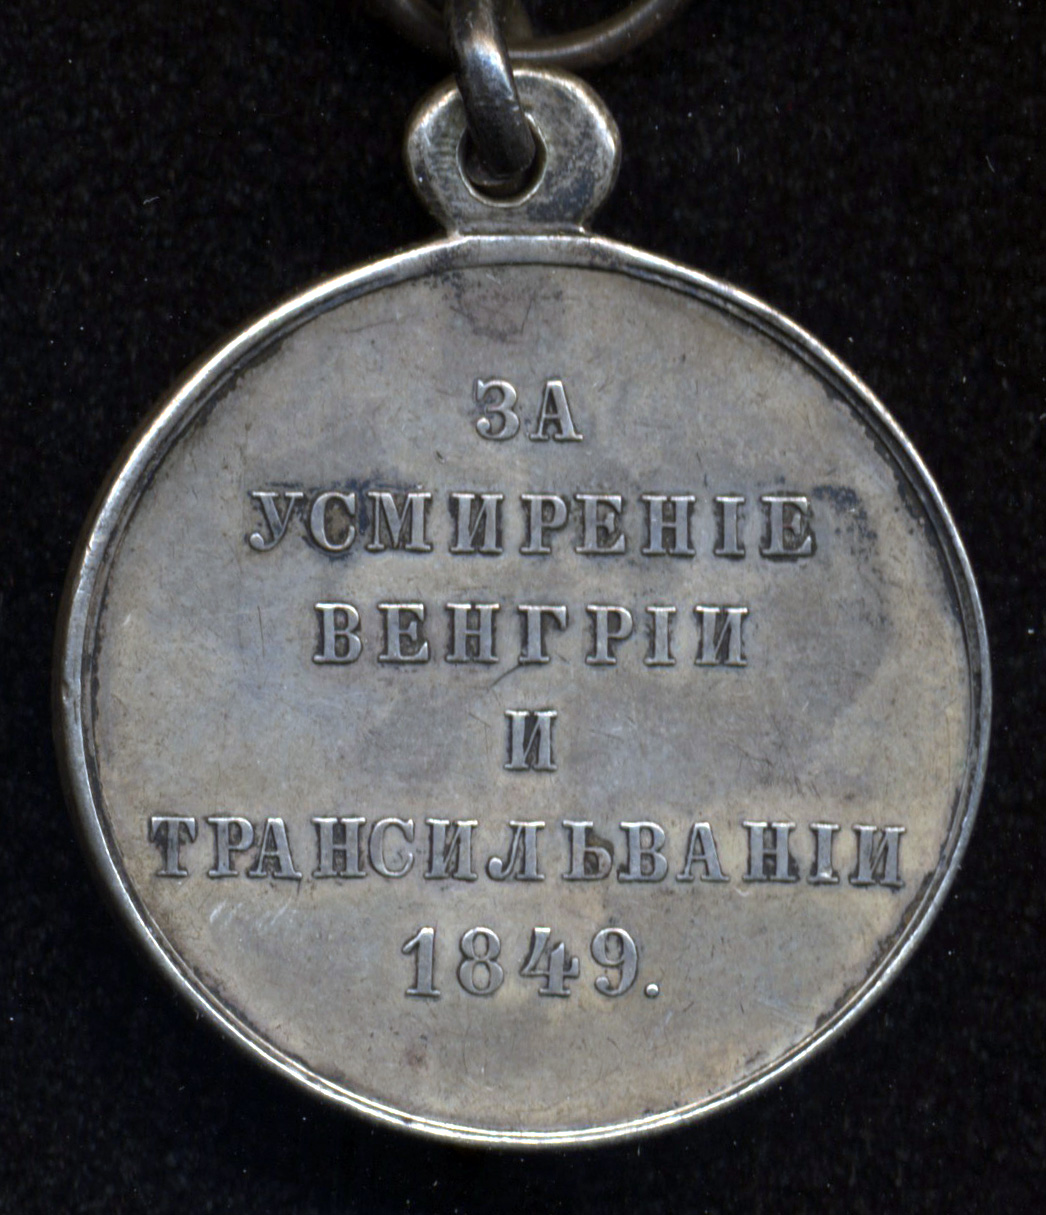 ЗА
УСМИРЕНІЕ
ВЕНГРІИ
И
ТРАНСИЛЬВАНІИ
1849.